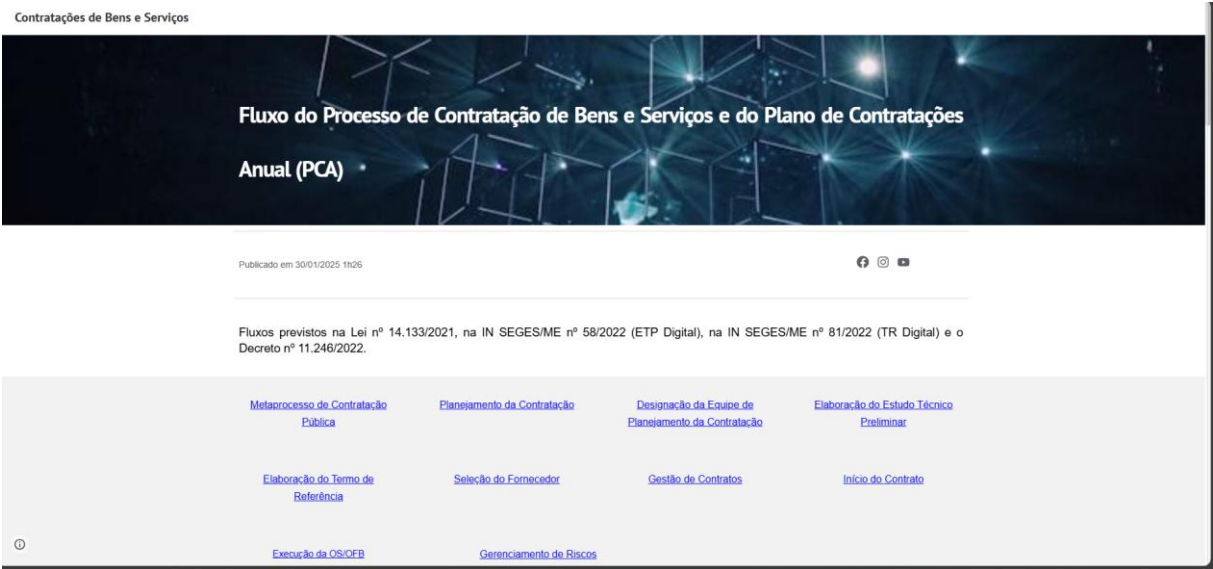 Contratações de Bens e Serviços
Fluxo do Processo de Contratação de Bens e Serviços e do Plano de Contratações
Anual (PCA)
Publicado em 30/01/2025 1h26
Fluxos previstos na Lei nº 14.133/2021, na IN SEGES/ME nº 58/2022 (ETP Digital), na IN SEGES/ME nº 81/2022 (TR Digital) e o
Decreto nº 11.246/2022.
Metaprocesso de Contratação
Pública
Planejamento da Contratação
Designação da Equipe de
Planejamento da Contratação
Elaboração do Estudo Técnico
Preliminar
Elaboração do Termo de
Referência
Seleção do Fornecedor
Gestão de Contratos
Início do Contrato
Execução da OS/OFB
Gerenciamento de Riscos